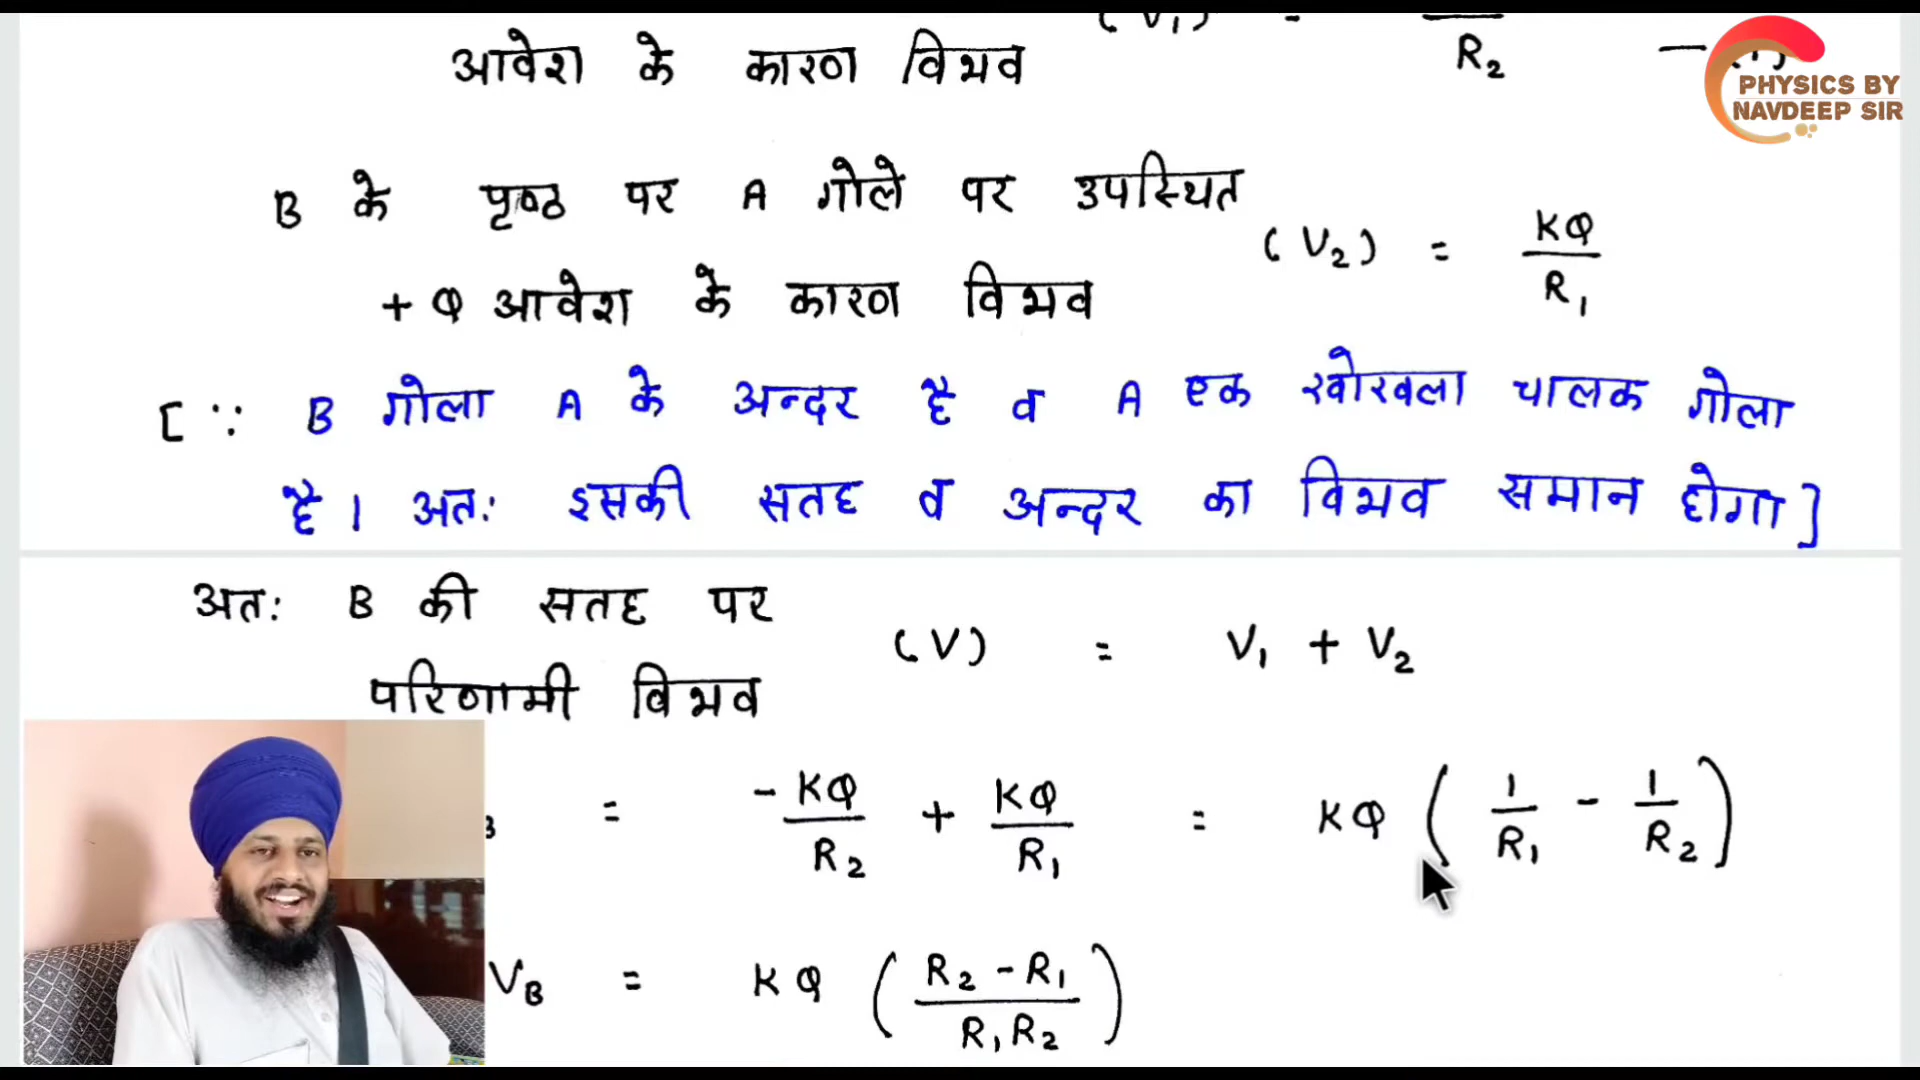 (V₁) =
आवेश के कारण विभव
R₂
PHYSICS BY
NAVDEEP SIR
B के पृष्ठ पर A गोले पर उपस्थित
+ Q आवेश के कारण विभव (V₂) = KQ/R₁
[ ∵ B गोला A के अन्दर है व A एक खोखला चालक गोला
है। अतः इसकी सतह व अन्दर का विभव समान होगा ]
अतः B की सतह पर
परिणामी विभव (V) = V₁ + V₂
B = -KQ/R₂ + KQ/R₁ = KQ ( 1/R₁ - 1/R₂ )
V_B = KQ ( R₂ - R₁ / R₁R₂ )